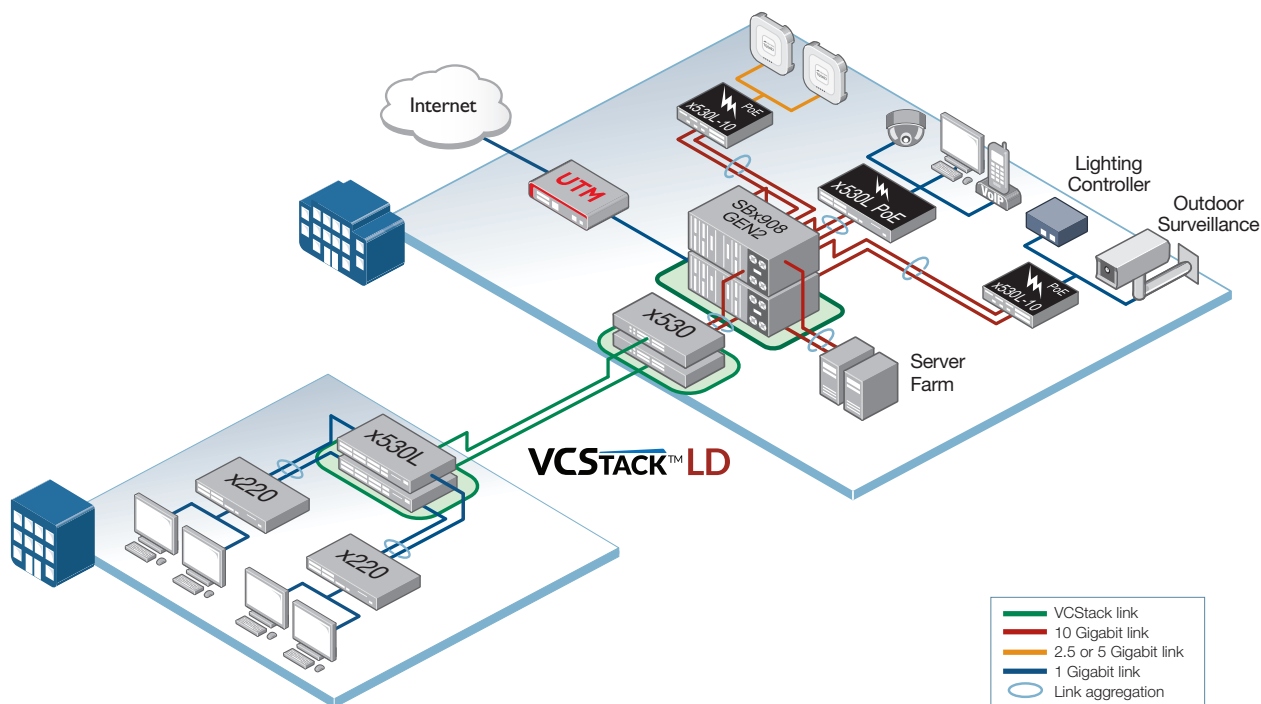 Internet
UTM
x530L-10
PoE
x530L PoE
VoIP
Lighting
Controller
Outdoor
Surveillance
SBx908
GEN2
x530L-10
PoE
x530
Server
Farm
x530L
VCSTACK™ LD
x220
x220
VCStack link
10 Gigabit link
2.5 or 5 Gigabit link
1 Gigabit link
Link aggregation